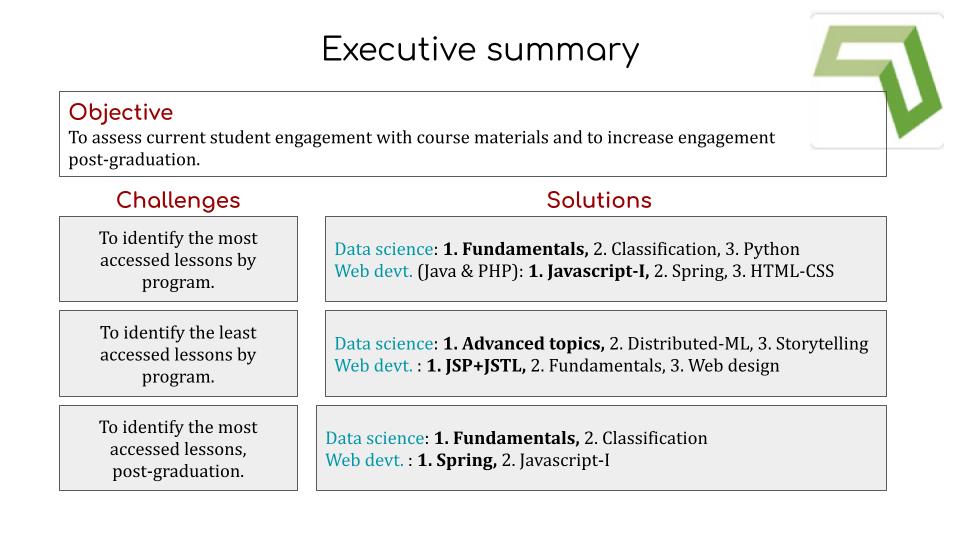 Executive summary
Objective
To assess current student engagement with course materials and to increase engagement
post-graduation.
Challenges
Solutions
To identify the most
accessed lessons by
program.
Data science: 1. Fundamentals, 2. Classification, 3. Python
Web devt. (Java & PHP): 1. Javascript-I, 2. Spring, 3. HTML-CSS
To identify the least
accessed lessons by
program.
Data science: 1. Advanced topics, 2. Distributed-ML, 3. Storytelling
Web devt. : 1. JSP+JSTL, 2. Fundamentals, 3. Web design
To identify the most
accessed lessons,
post-graduation.
Data science: 1. Fundamentals, 2. Classification
Web devt. : 1. Spring, 2. Javascript-I